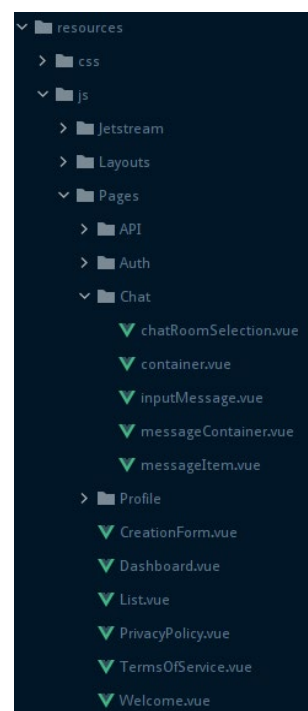 resources
css
js
Jetstream
Layouts
Pages
API
Auth
Chat
chatRoomSelection.vue
container.vue
inputMessage.vue
messageContainer.vue
messageItem.vue
Profile
CreationForm.vue
Dashboard.vue
List.vue
PrivacyPolicy.vue
TermsOfService.vue
Welcome.vue